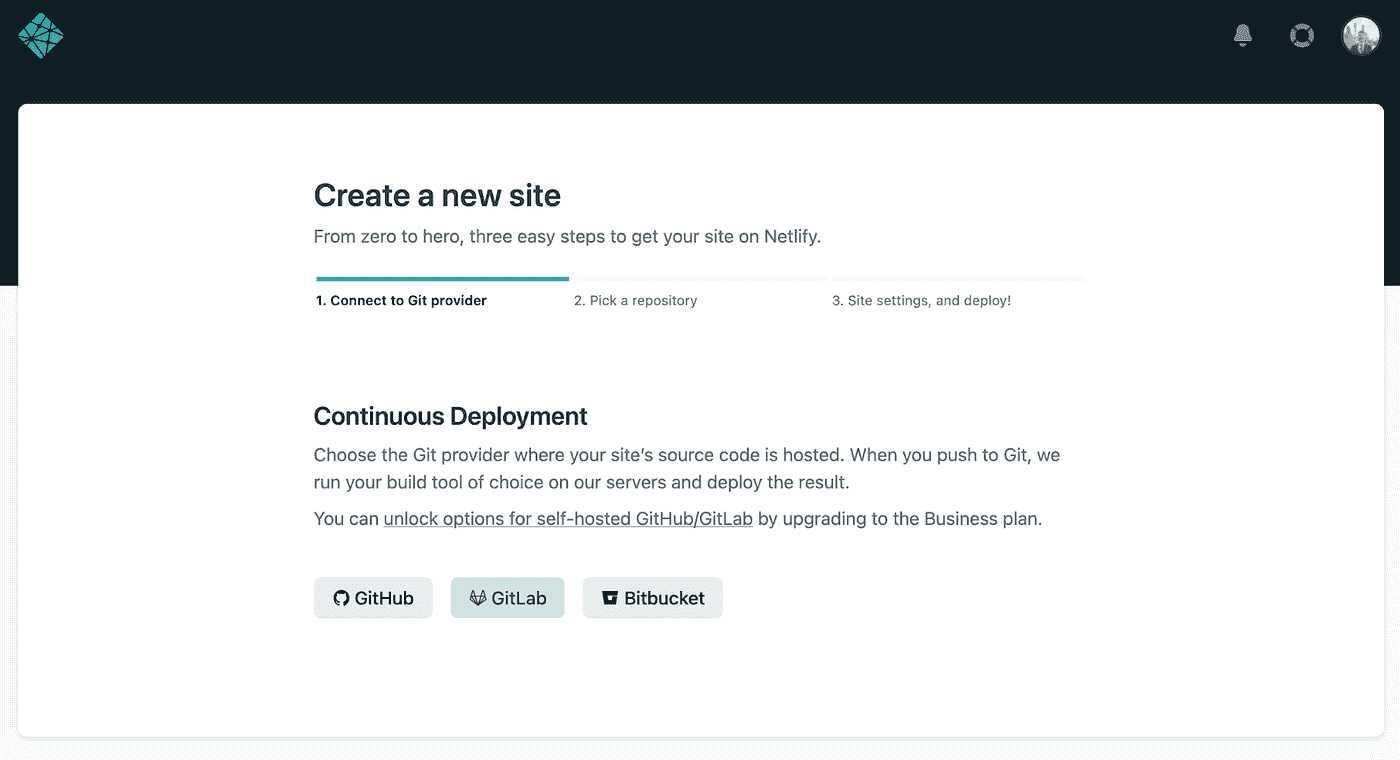 Create a new site
From zero to hero, three easy steps to get your site on Netlify.
1. Connect to Git provider
2. Pick a repository
3. Site settings, and deploy!
Continuous Deployment
Choose the Git provider where your site’s source code is hosted. When you push to Git, we
run your build tool of choice on our servers and deploy the result.
You can unlock options for self-hosted GitHub/GitLab by upgrading to the Business plan.
GitHub
GitLab
Bitbucket